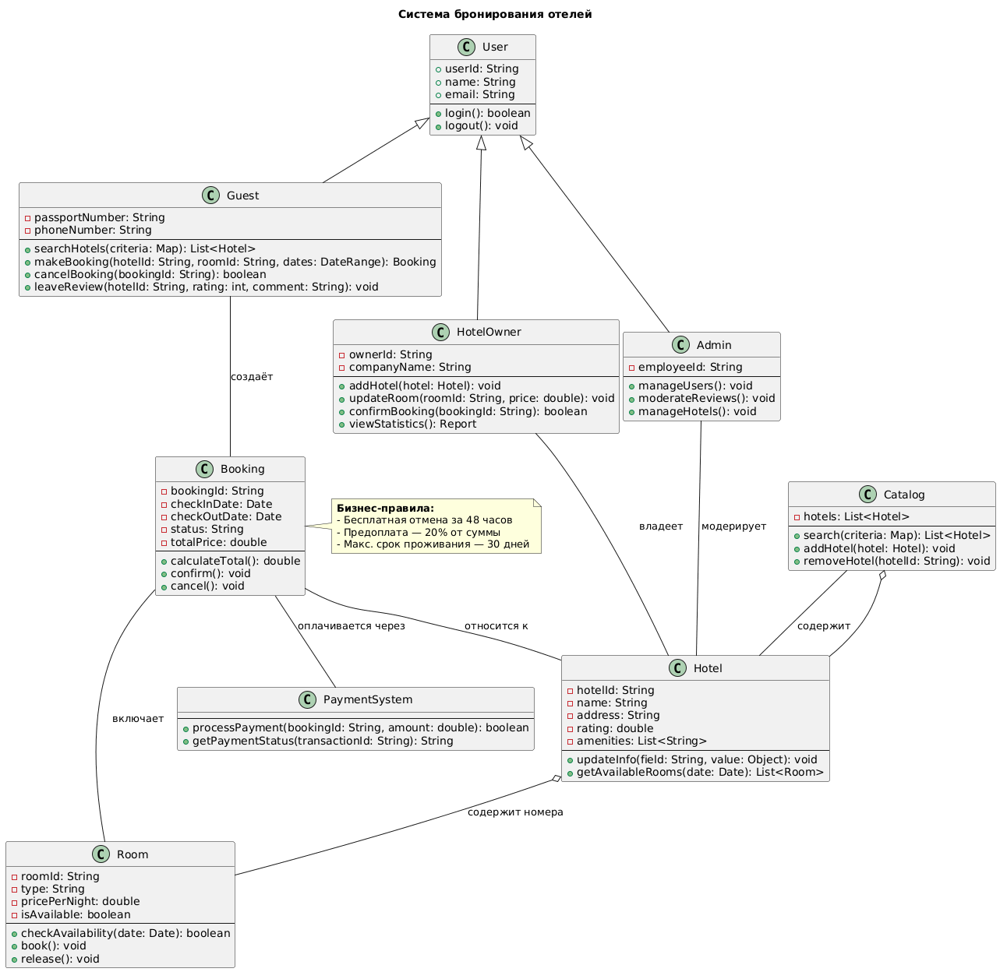 Система бронирования отелей
C User
userId: String
name: String
email: String
login(): boolean
logout(): void
C Guest
passportNumber: String
phoneNumber: String
searchHotels(criteria: Map): List<Hotel>
makeBooking(hotelId: String, roomId: String, dates: DateRange): Booking
cancelBooking(bookingId: String): boolean
leaveReview(hotelId: String, rating: int, comment: String): void
C HotelOwner
ownerId: String
companyName: String
addHotel(hotel: Hotel): void
updateRoom(roomId: String, price: double): void
confirmBooking(bookingId: String): boolean
viewStatistics(): Report
C Admin
employeeId: String
manageUsers(): void
moderateReviews(): void
manageHotels(): void
создаёт
C Booking
bookingId: String
checkInDate: Date
checkOutDate: Date
status: String
totalPrice: double
calculateTotal(): double
confirm(): void
cancel(): void
Бизнес-правила:
- Бесплатная отмена за 48 часов
- Предоплата — 20% от суммы
- Макс. срок проживания — 30 дней
владеет
модерирует
C Catalog
hotels: List<Hotel>
search(criteria: Map): List<Hotel>
addHotel(hotel: Hotel): void
removeHotel(hotelId: String): void
оплачивается через
относится к
содержит
включает
C PaymentSystem
processPayment(bookingId: String, amount: double): boolean
getPaymentStatus(transactionId: String): String
C Hotel
hotelId: String
name: String
address: String
rating: double
amenities: List<String>
updateInfo(field: String, value: Object): void
getAvailableRooms(date: Date): List<Room>
содержит номера
C Room
roomId: String
type: String
pricePerNight: double
isAvailable: boolean
checkAvailability(date: Date): boolean
book(): void
release(): void